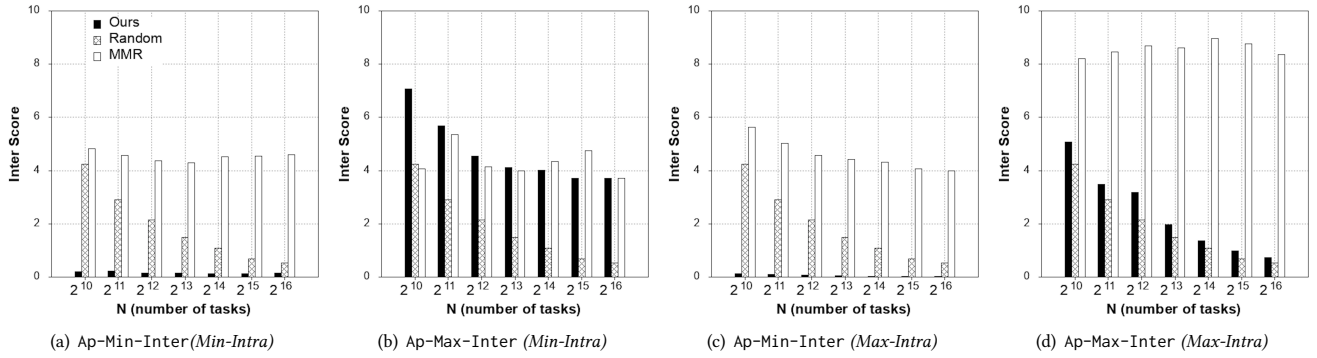 10
8
6
4
2
0
Inter Score
Ours
Random
MMR
2^10 2^11 2^12 2^13 2^14 2^15 2^16
N (number of tasks)
(a) Ap-Min-Inter(Min-Intra)
10
8
6
4
2
0
Inter Score
2^10 2^11 2^12 2^13 2^14 2^15 2^16
N (number of tasks)
(b) Ap-Max-Inter (Min-Intra)
10
8
6
4
2
0
Inter Score
2^10 2^11 2^12 2^13 2^14 2^15 2^16
N (number of tasks)
(c) Ap-Min-Inter (Max-Intra)
10
8
6
4
2
0
Inter Score
2^10 2^11 2^12 2^13 2^14 2^15 2^16
N (number of tasks)
(d) Ap-Max-Inter (Max-Intra)